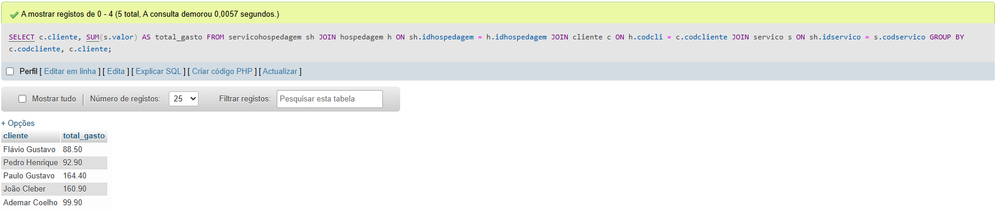 A mostrar registos de 0 - 4 (5 total, A consulta demorou 0,0057 segundos.)
SELECT c.cliente, SUM(s.valor) AS total_gasto FROM servicohospedagem sh JOIN hospedagem h ON sh.idhospedagem = h.idhospedagem JOIN cliente c ON h.codcli = c.codcliente JOIN servico s ON sh.idservico = s.codservico GROUP BY
c.codcliente, c.cliente;
Perfil [ Editar em linha ] [ Edita ] [ Explicar SQL ] [ Criar código PHP ] [ Actualizar ]
Mostrar tudo | Número de registos: 25 Filtrar registos: Pesquisar esta tabela
+ Opções
cliente total_gasto
Flávio Gustavo 88.50
Pedro Henrique 92.90
Paulo Gustavo 164.40
João Cleber 160.90
Ademar Coelho 99.90